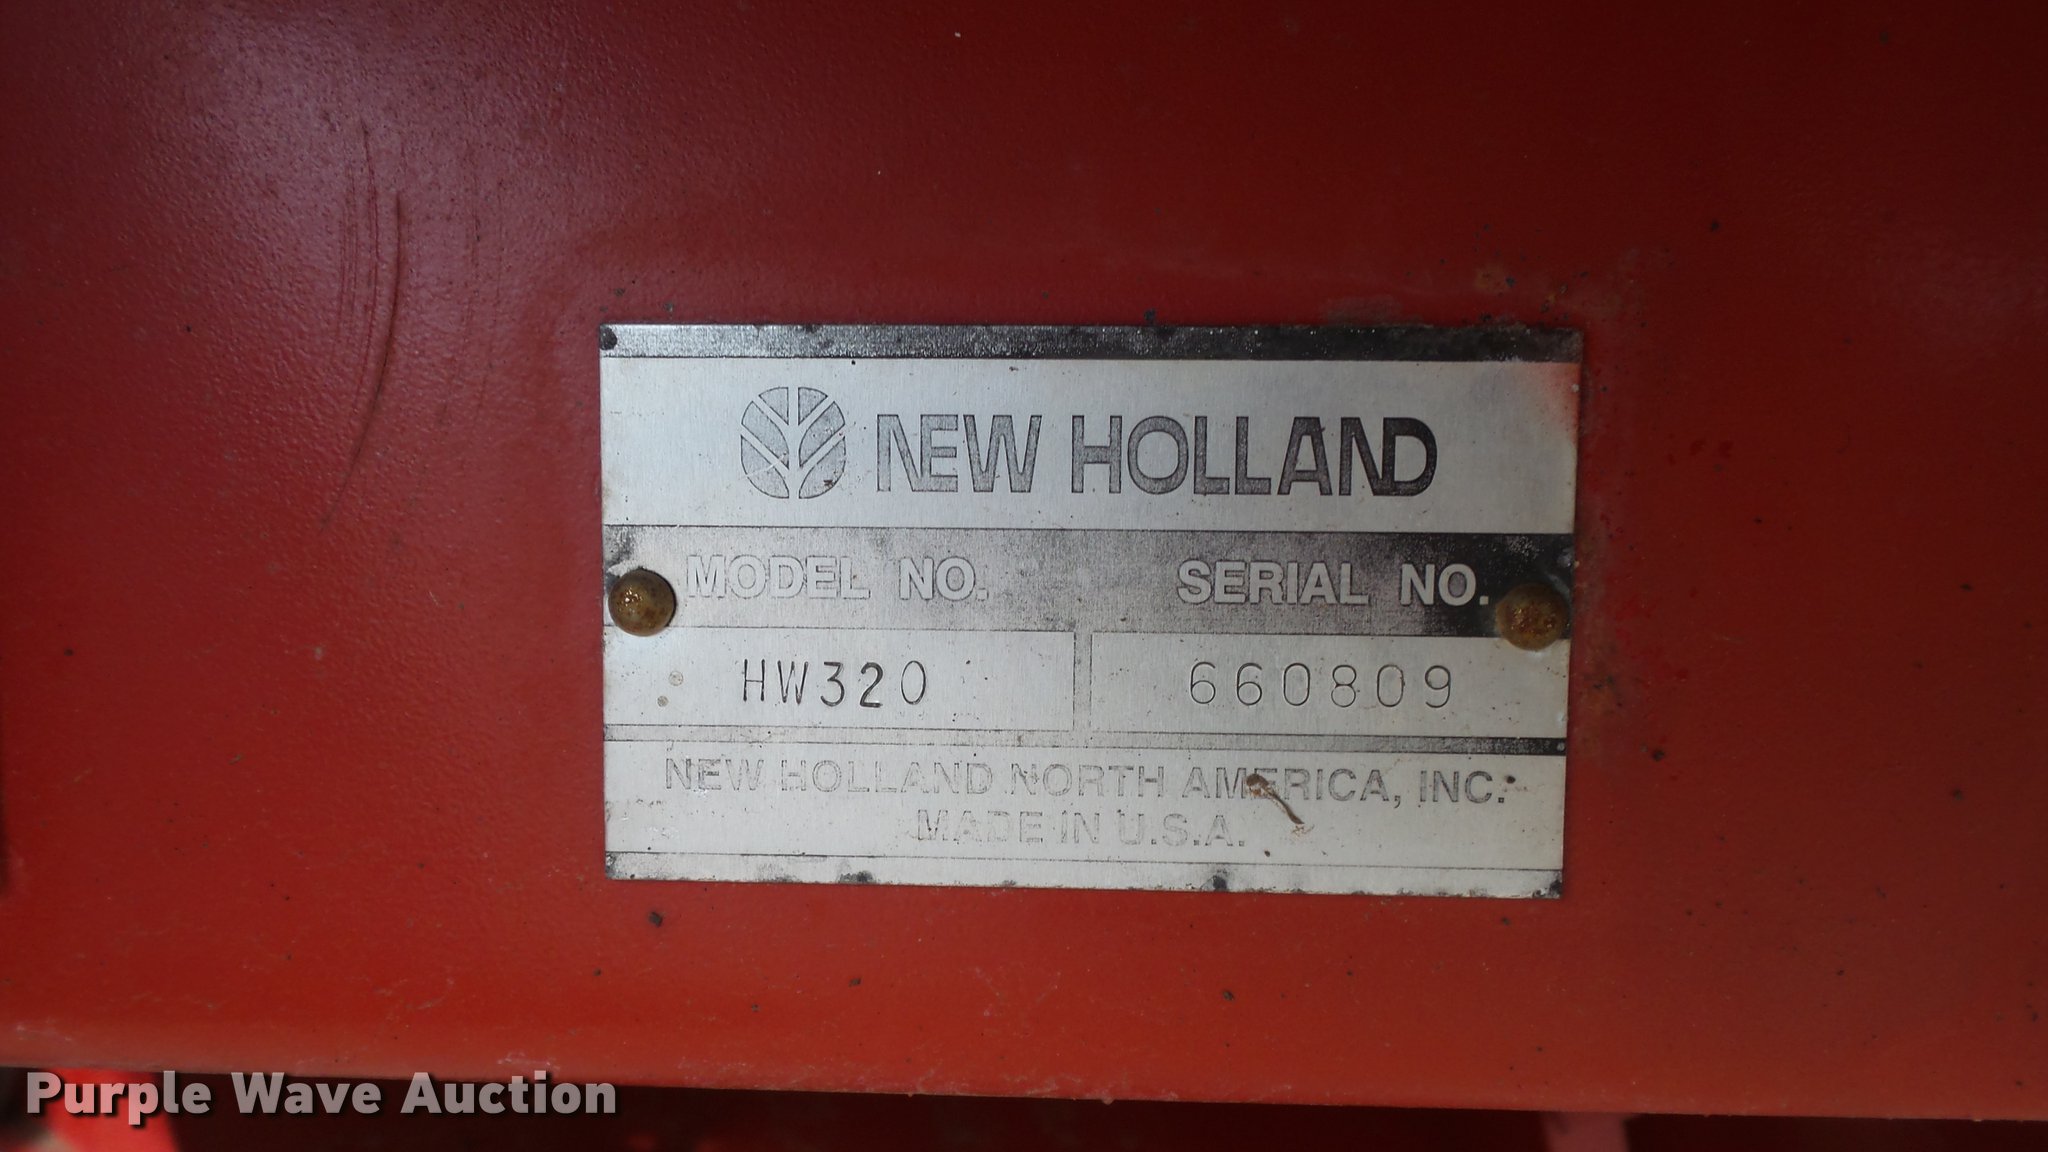 NEW HOLLAND
MODEL NO. SERIAL NO.
HW320 660809
NEW HOLLAND NORTH AMERICA, INC.
MADE IN U.S.A.
Purple Wave Auction